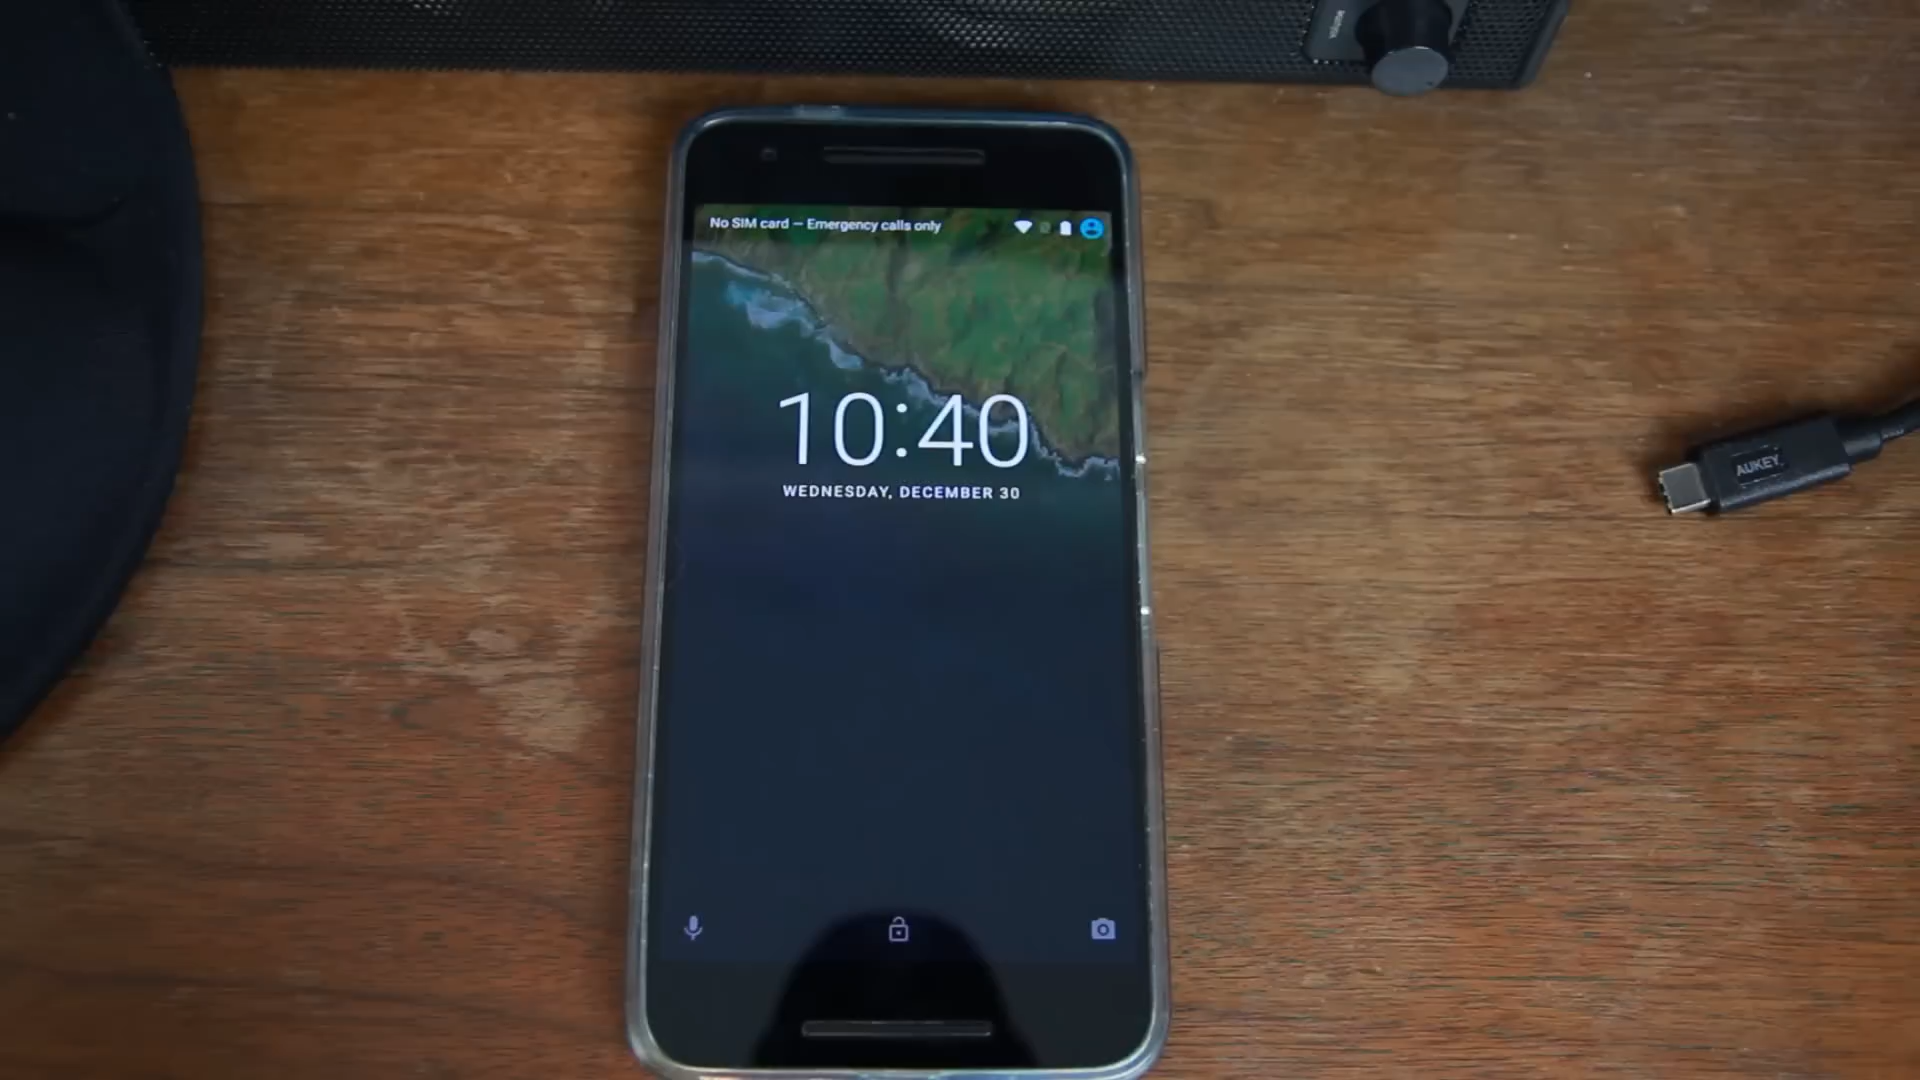 No SIM card — Emergency calls only
10:40
WEDNESDAY, DECEMBER 30
AUKEY